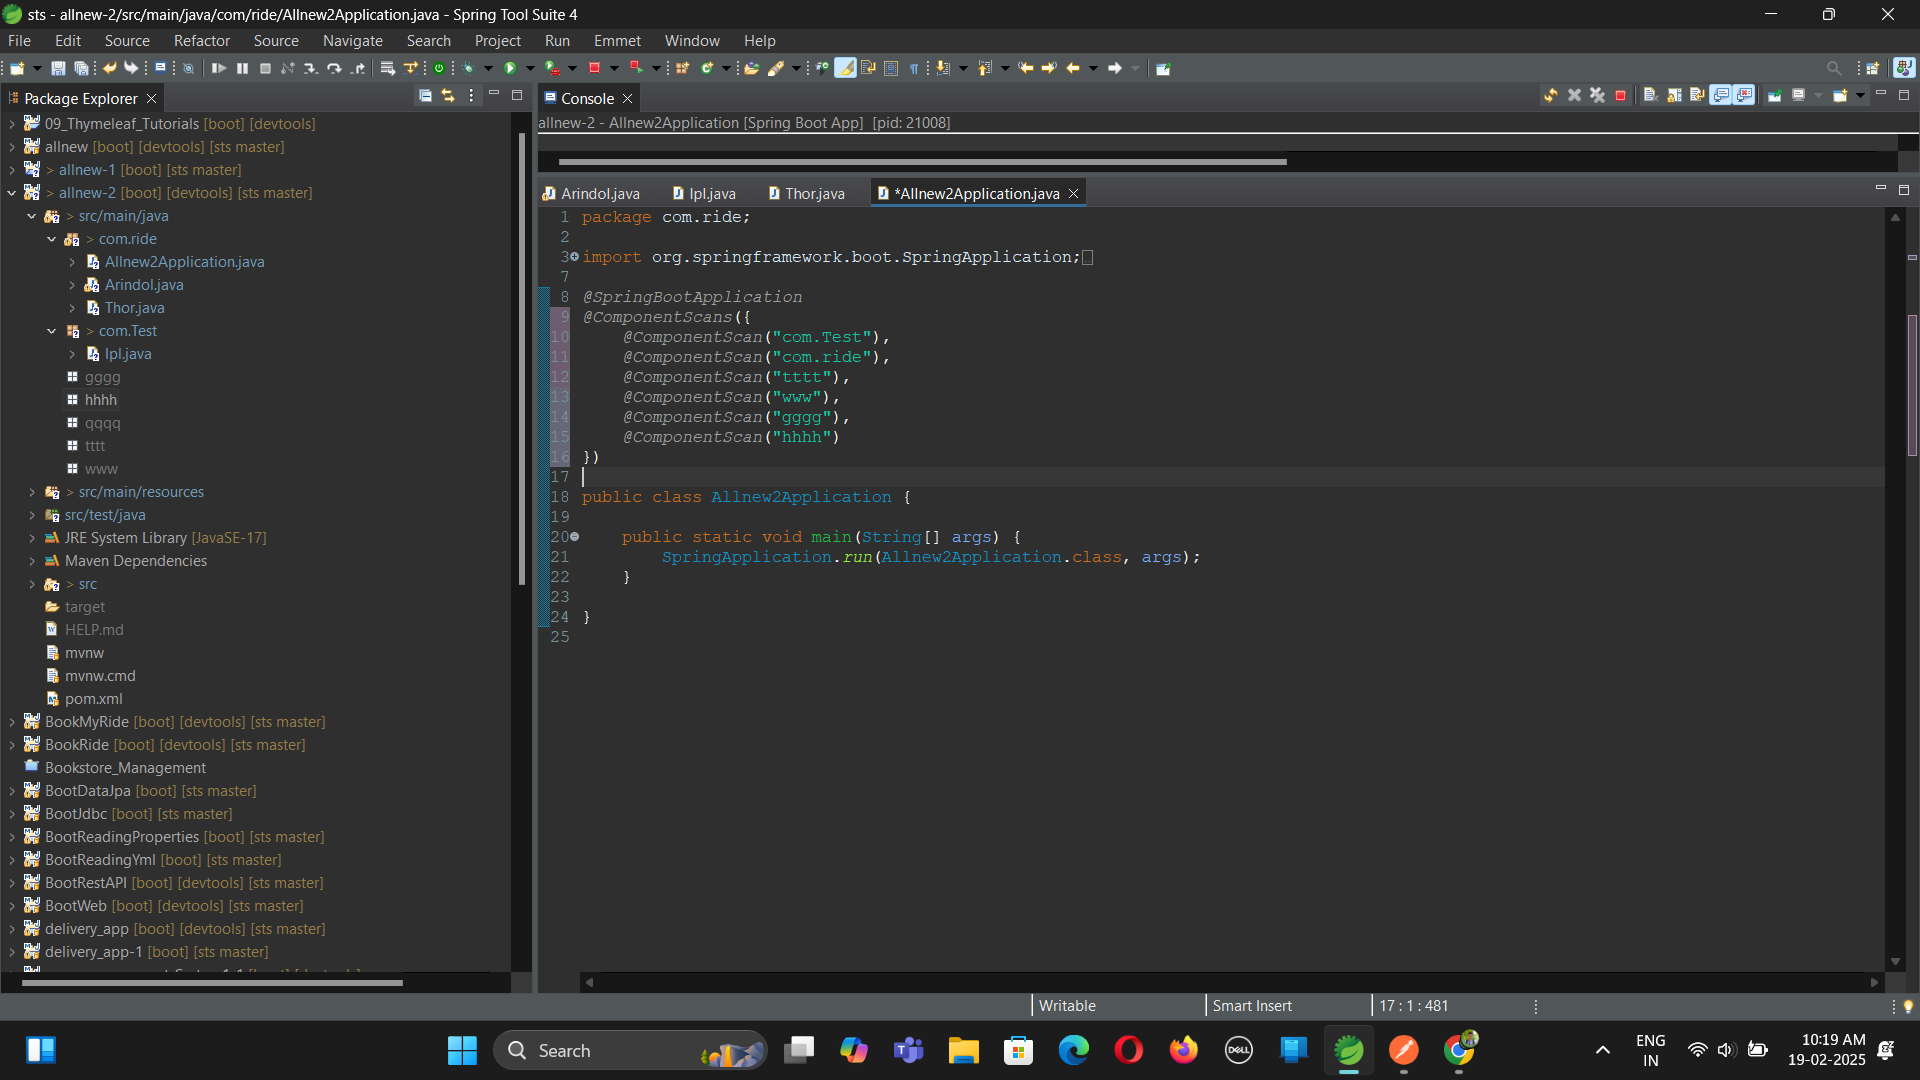 sts - allnew-2/src/main/java/com/ride/Allnew2Application.java - Spring Tool Suite 4
File Edit Source Refactor Source Navigate Search Project Run Emmet Window Help
Package Explorer
09_Thymeleaf_Tutorials [boot] [devtools]
allnew [boot] [devtools] [sts master]
> allnew-1 [boot] [sts master]
> allnew-2 [boot] [devtools] [sts master]
> src/main/java
> com.ride
Allnew2Application.java
Arindol.java
Thor.java
> com.Test
Ipl.java
gggg
hhhh
qqqq
tttt
www
> src/main/resources
src/test/java
JRE System Library [JavaSE-17]
Maven Dependencies
> src
target
HELP.md
mvnw
mvnw.cmd
pom.xml
BookMyRide [boot] [devtools] [sts master]
BookRide [boot] [devtools] [sts master]
Bookstore_Management
BootDataJpa [boot] [sts master]
BootJdbc [boot] [sts master]
BootReadingProperties [boot] [sts master]
BootReadingYml [boot] [sts master]
BootRestAPI [boot] [devtools] [sts master]
BootWeb [boot] [devtools] [sts master]
delivery_app [boot] [devtools] [sts master]
delivery_app-1 [boot] [sts master]
Console
allnew-2 - Allnew2Application [Spring Boot App] [pid: 21008]
Arindol.java Ipl.java Thor.java *Allnew2Application.java
1 package com.ride;
2
3 import org.springframework.boot.SpringApplication;
7
8 @SpringBootApplication
9 @ComponentScans({
10 @ComponentScan("com.Test"),
11 @ComponentScan("com.ride"),
12 @ComponentScan("tttt"),
13 @ComponentScan("www"),
14 @ComponentScan("gggg"),
15 @ComponentScan("hhhh")
16 })
17
18 public class Allnew2Application {
19
20 public static void main(String[] args) {
21 SpringApplication.run(Allnew2Application.class, args);
22 }
23
24 }
25
Writable Smart Insert 17 : 1 : 481
Search
DELL
ENG
IN
10:19 AM
19-02-2025